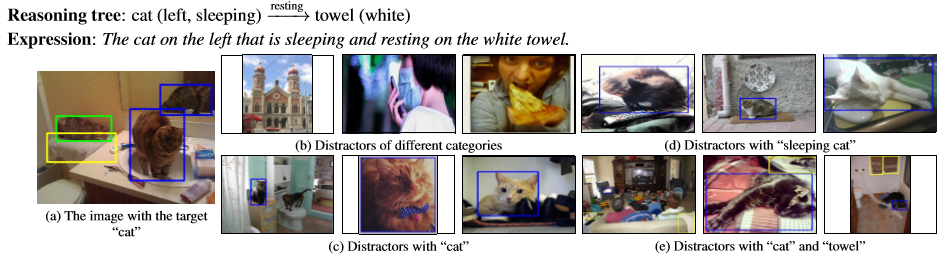 Reasoning tree: cat (left, sleeping) resting⟶ towel (white)
Expression: The cat on the left that is sleeping and resting on the white towel.
(a) The image with the target
"cat"
(b) Distractors of different categories
(c) Distractors with "cat"
(d) Distractors with "sleeping cat"
(e) Distractors with "cat" and "towel"